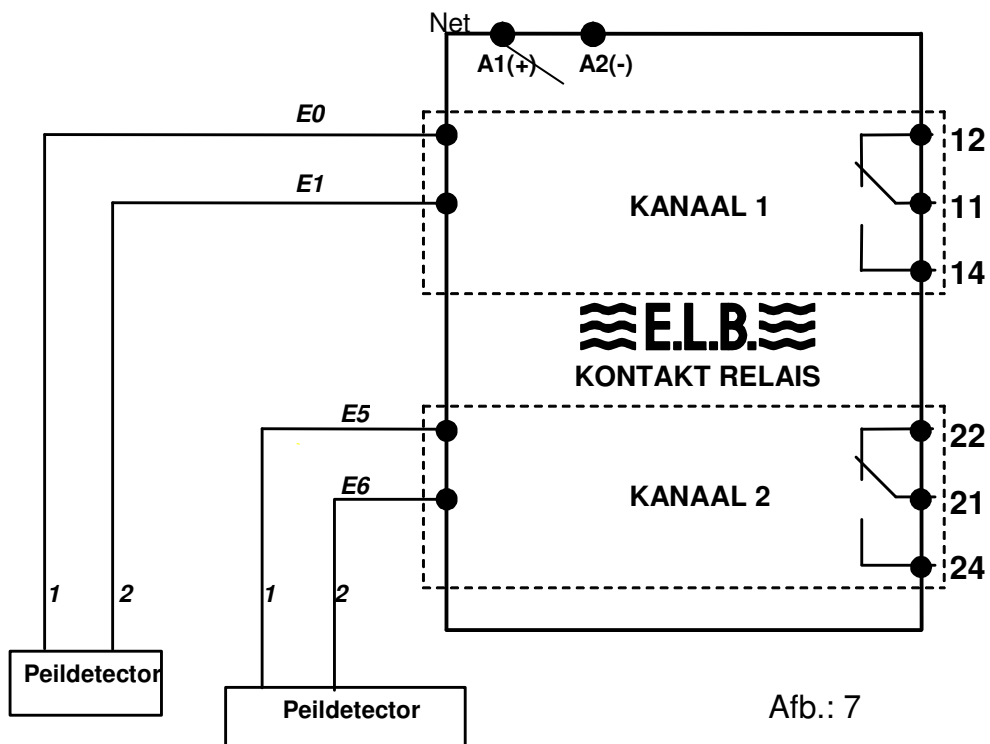 Net
A1(+) A2(-)
E0
12
E1
KANAAL 1
11
14
E.L.B.
KONTAKT RELAIS
E5
22
E6
KANAAL 2
21
24
1 2 1 2
Peildetector
Peildetector
Afb.: 7